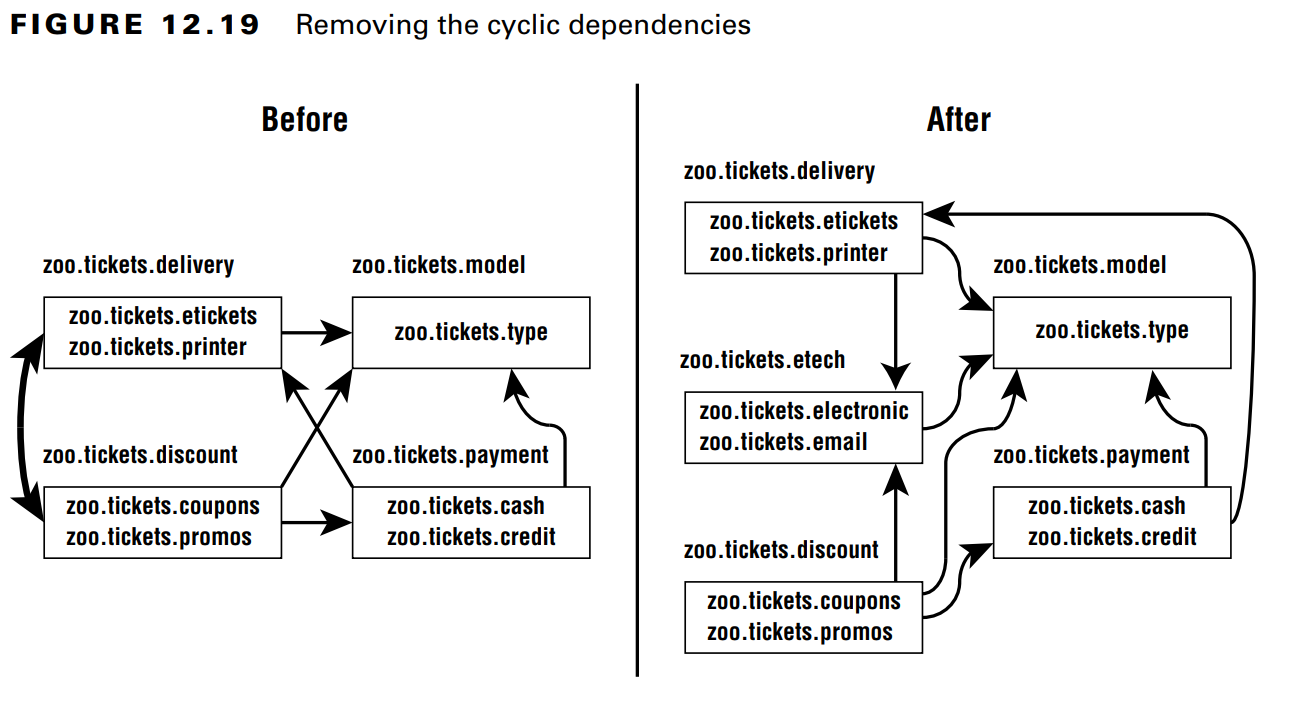 FIGURE 12.19 Removing the cyclic dependencies
Before
zoo.tickets.delivery
zoo.tickets.etickets
zoo.tickets.printer
zoo.tickets.model
zoo.tickets.type
zoo.tickets.discount
zoo.tickets.coupons
zoo.tickets.promos
zoo.tickets.payment
zoo.tickets.cash
zoo.tickets.credit
After
zoo.tickets.delivery
zoo.tickets.etickets
zoo.tickets.printer
zoo.tickets.model
zoo.tickets.type
zoo.tickets.etech
zoo.tickets.electronic
zoo.tickets.email
zoo.tickets.payment
zoo.tickets.cash
zoo.tickets.credit
zoo.tickets.discount
zoo.tickets.coupons
zoo.tickets.promos